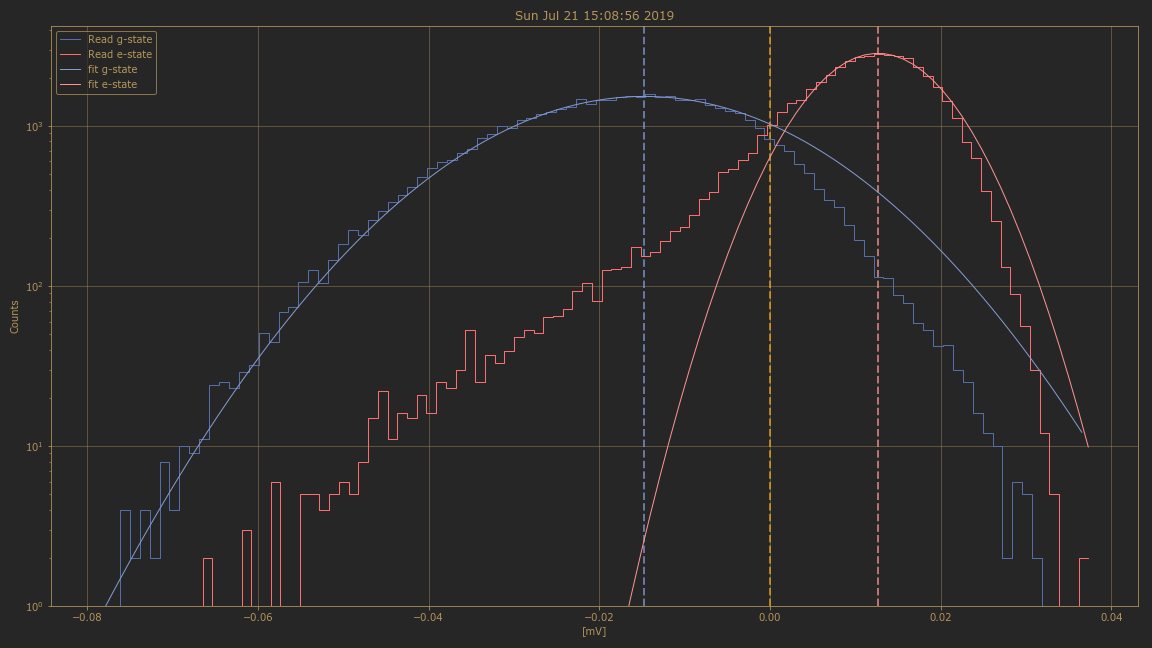 Sun Jul 21 15:08:56 2019
Read g-state
Read e-state
fit g-state
fit e-state
Counts
10³
10²
10¹
10⁰
−0.08 −0.06 −0.04 −0.02 0.00 0.02 0.04
[mV]